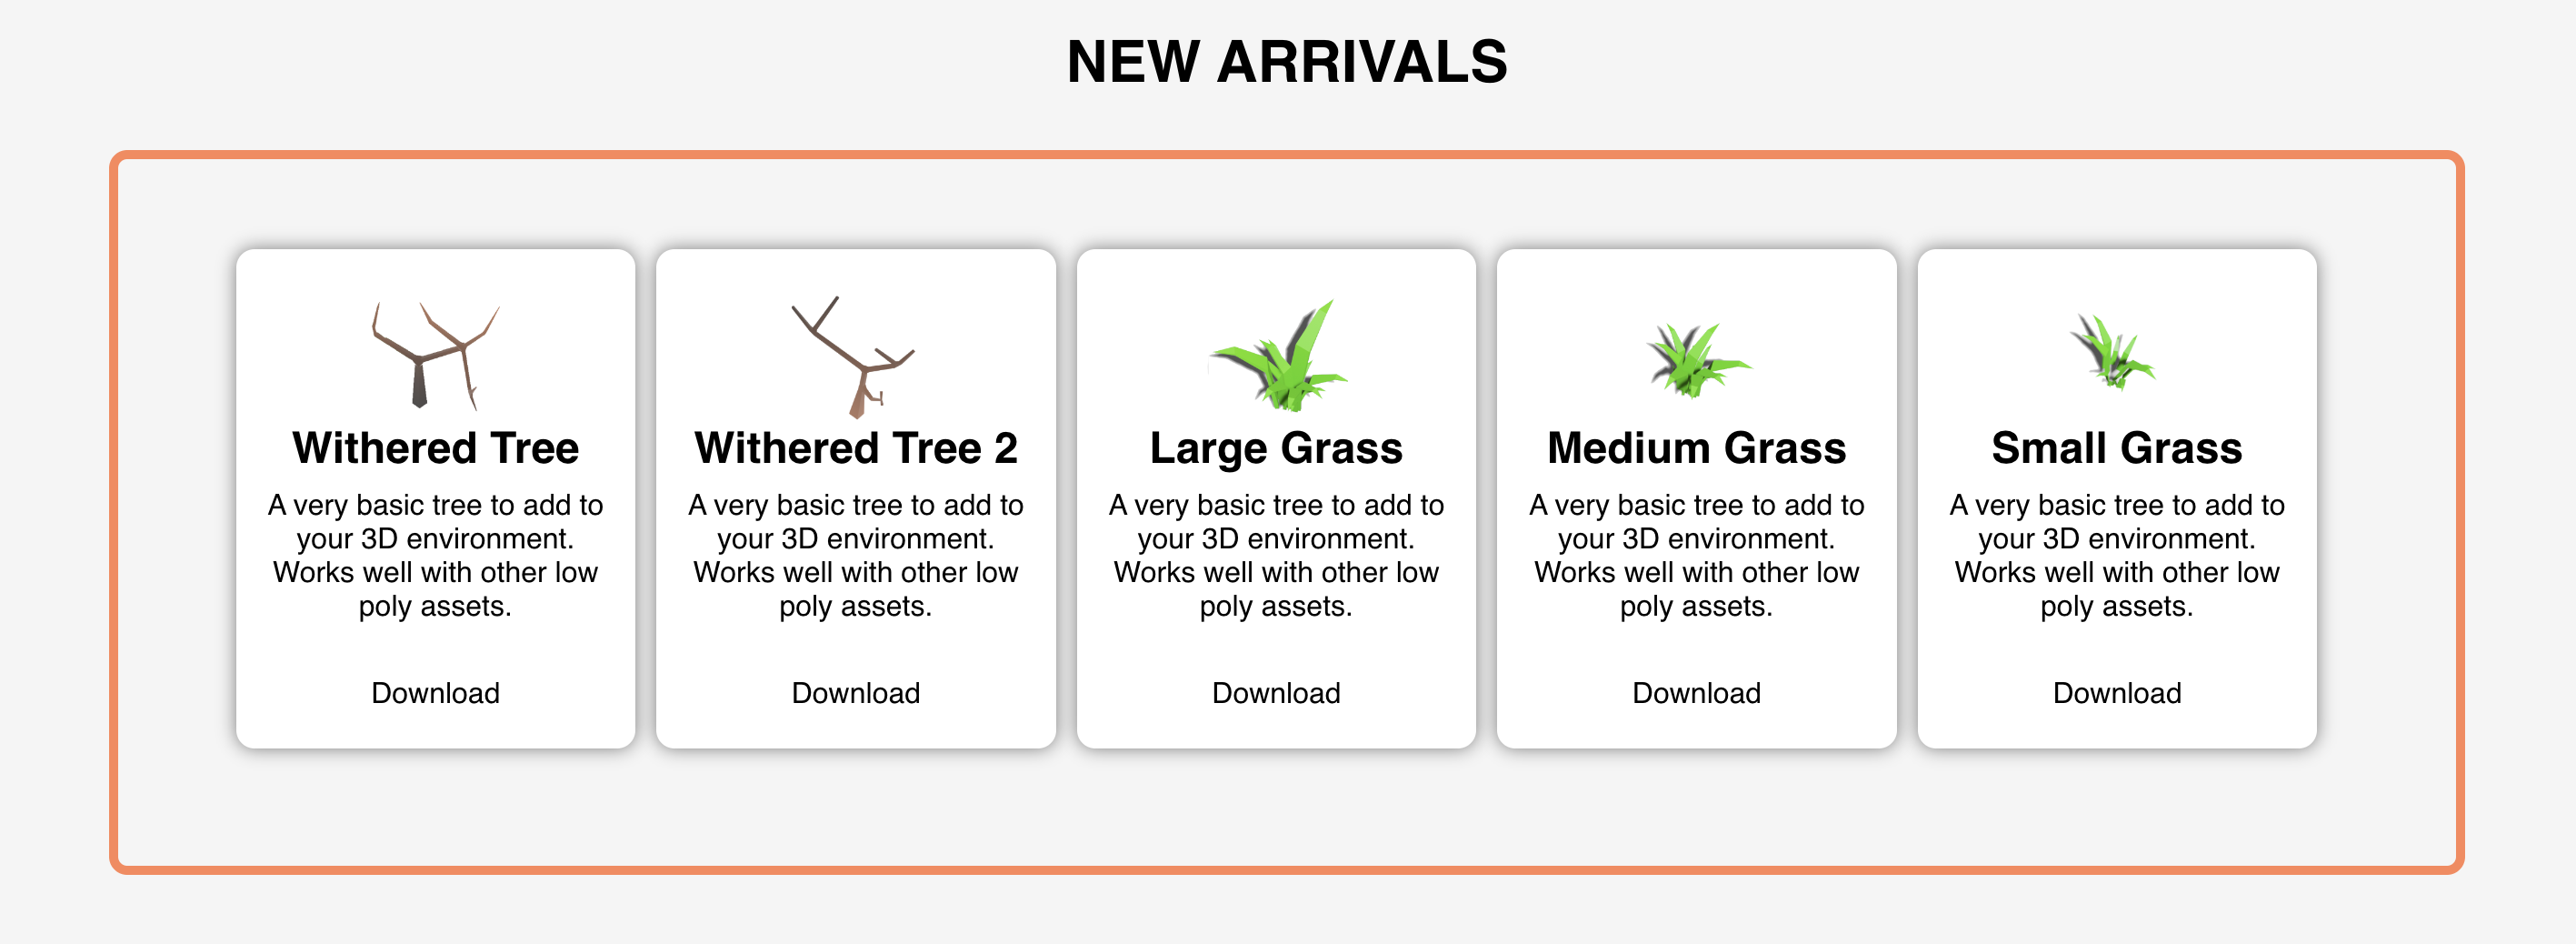 NEW ARRIVALS
Withered Tree
A very basic tree to add to
your 3D environment.
Works well with other low
poly assets.
Download
Withered Tree 2
A very basic tree to add to
your 3D environment.
Works well with other low
poly assets.
Download
Large Grass
A very basic tree to add to
your 3D environment.
Works well with other low
poly assets.
Download
Medium Grass
A very basic tree to add to
your 3D environment.
Works well with other low
poly assets.
Download
Small Grass
A very basic tree to add to
your 3D environment.
Works well with other low
poly assets.
Download